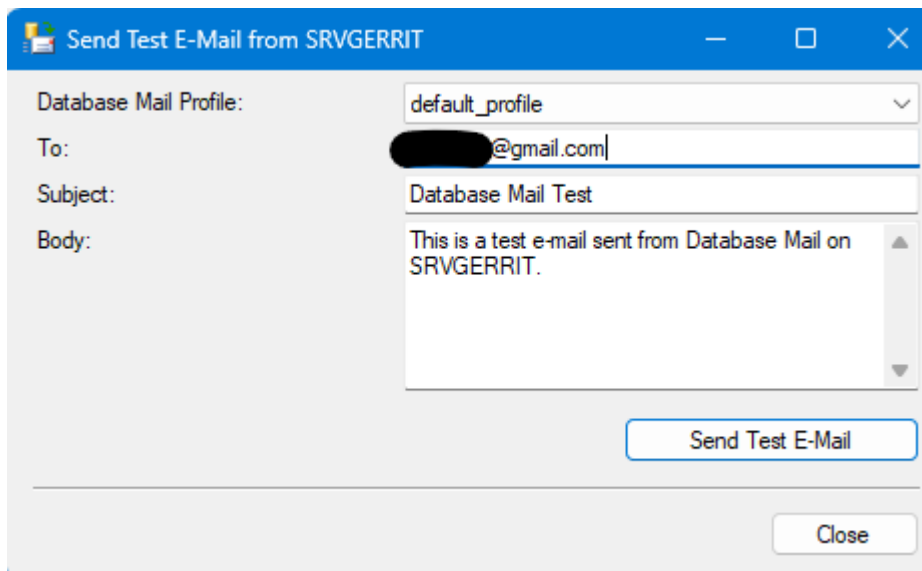 Send Test E-Mail from SRVGERRIT
Database Mail Profile:
default_profile
To:
@gmail.com
Subject:
Database Mail Test
Body:
This is a test e-mail sent from Database Mail on
SRVGERRIT.
Send Test E-Mail
Close